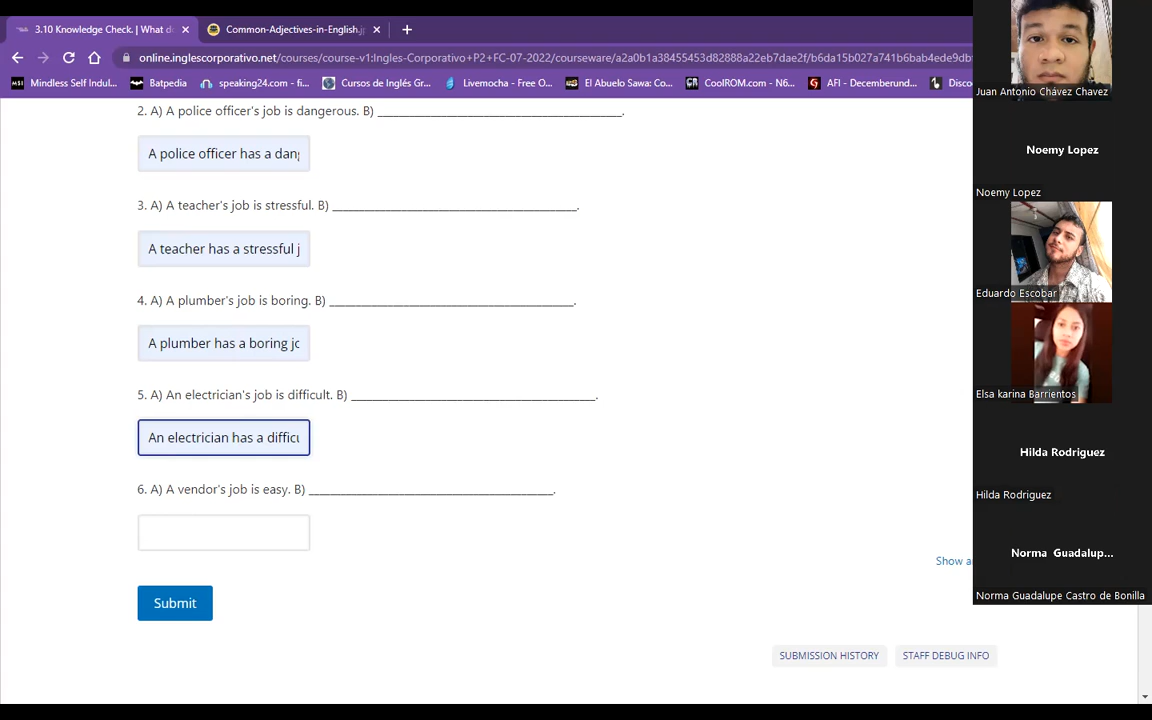 3.10 Knowledge Check. | What d
Common-Adjectives-in-English.j
online.inglescorporativo.net/courses/course-v1:Ingles-Corporativo+P2+FC-07-2022/courseware/a2a0b1a38455453d82888a22eb7dae2f/b6da15b027a741b6bab4ede9db
Mindless Self Indul...
Batpedia
speaking24.com - fi...
Cursos de Inglés Gr...
Livemocha - Free O...
El Abuelo Sawa: Co...
CoolROM.com - N6...
AFI - Decemberund...
Disco
2. A) A police officer's job is dangerous. B) ___________________________________________.
A police officer has a dang
3. A) A teacher's job is stressful. B) ___________________________________________.
A teacher has a stressful j
4. A) A plumber's job is boring. B) ___________________________________________.
A plumber has a boring jo
5. A) An electrician's job is difficult. B) ___________________________________________.
An electrician has a difficu
6. A) A vendor's job is easy. B) ___________________________________________.
Show a
Submit
SUBMISSION HISTORY
STAFF DEBUG INFO
Juan Antonio Chávez Chavez
Noemy Lopez
Noemy Lopez
Eduardo Escobar
Elsa karina Barrientos
Hilda Rodriguez
Hilda Rodriguez
Norma Guadalup...
Norma Guadalupe Castro de Bonilla